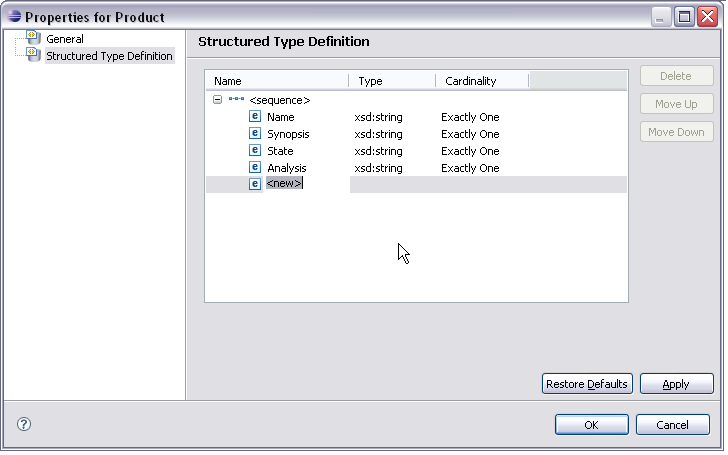 Properties for Product
General
Structured Type Definition
Structured Type Definition
Name Type Cardinality
<sequence>
e Name xsd:string Exactly One
e Synopsis xsd:string Exactly One
e State xsd:string Exactly One
e Analysis xsd:string Exactly One
e <new>
Delete
Move Up
Move Down
Restore Defaults Apply
? OK Cancel